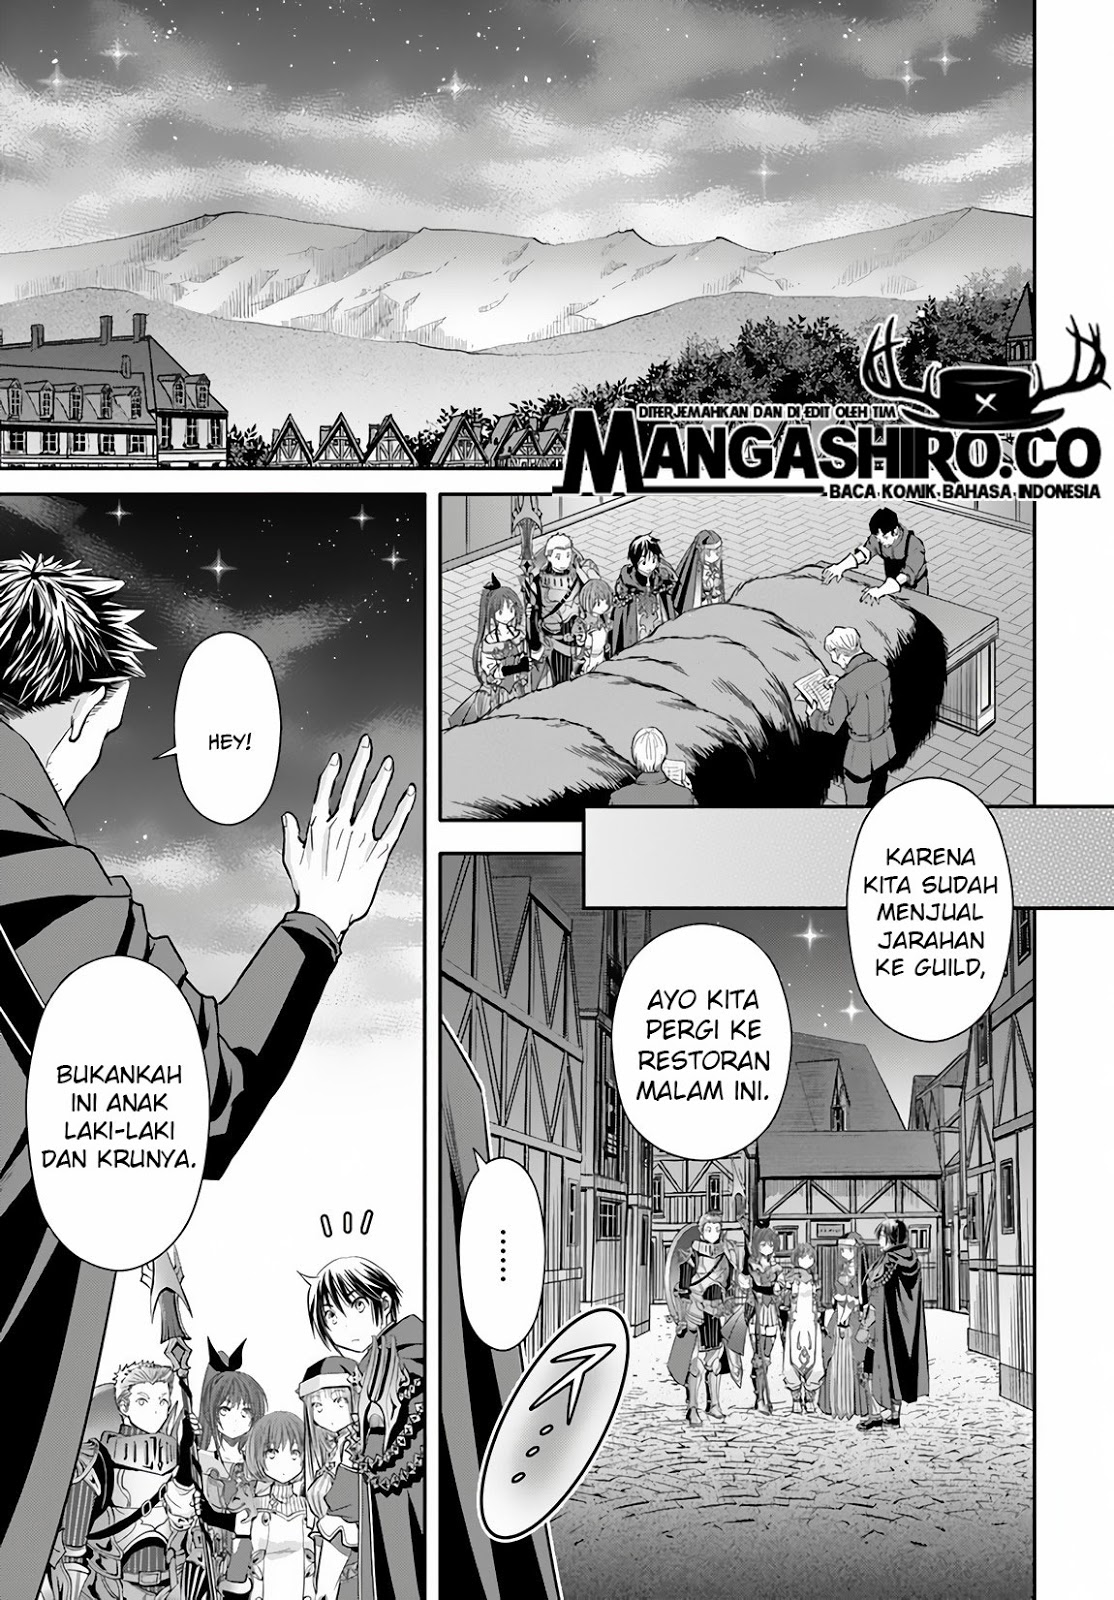 DITERJEMAHKAN DAN DI EDIT OLEH TIM
MANGASHIRO.CO
BACA KOMIK BAHASA INDONESIA
KARENA
KITA SUDAH
MENJUAL
JARAHAN
KE GUILD,
AYO KITA
PERGI KE
RESTORAN
MALAM INI.
......
HEY!
BUKANKAH
INI ANAK
LAKI-LAKI
DAN KRUNYA.